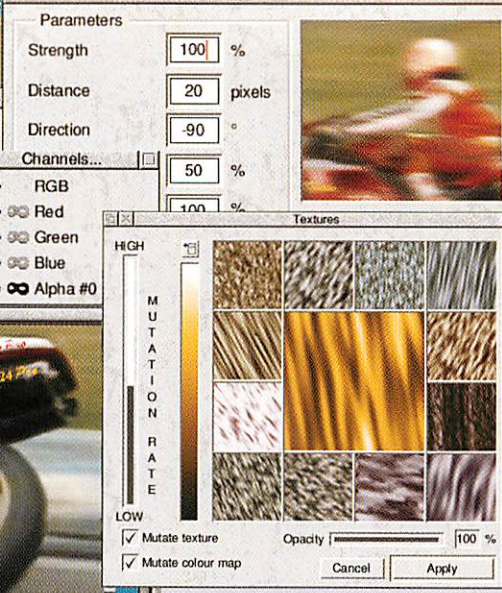 Parameters
Strength 100 %
Distance 20 pixels
Direction -90 °
50 %
100 %
Channels...
RGB
Red
Green
Blue
Alpha #0
Textures
HIGH
MUTATION RATE
LOW
Mutate texture
Mutate colour map
Opacity 100 %
Cancel Apply